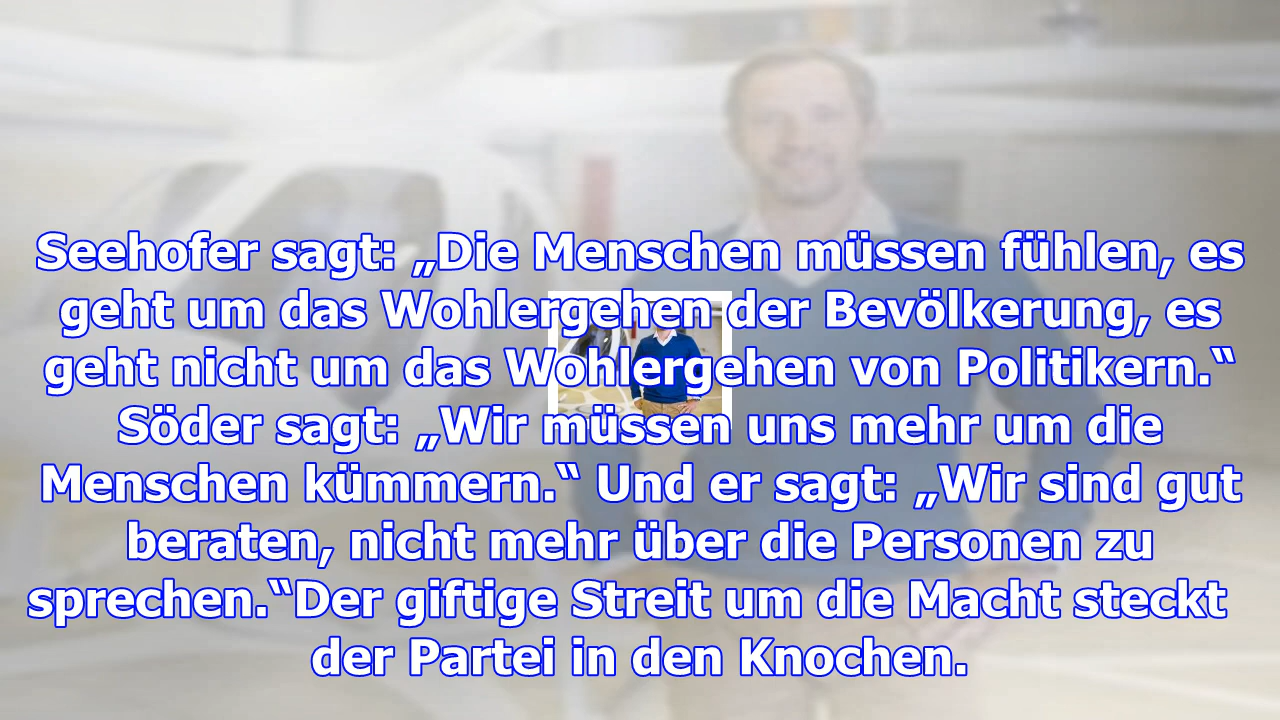 Seehofer sagt: „Die Menschen müssen fühlen, es
geht um das Wohlergehen der Bevölkerung, es
geht nicht um das Wohlergehen von Politikern.“
Söder sagt: „Wir müssen uns mehr um die
Menschen kümmern.“ Und er sagt: „Wir sind gut
beraten, nicht mehr über die Personen zu
sprechen.“Der giftige Streit um die Macht steckt
der Partei in den Knochen.